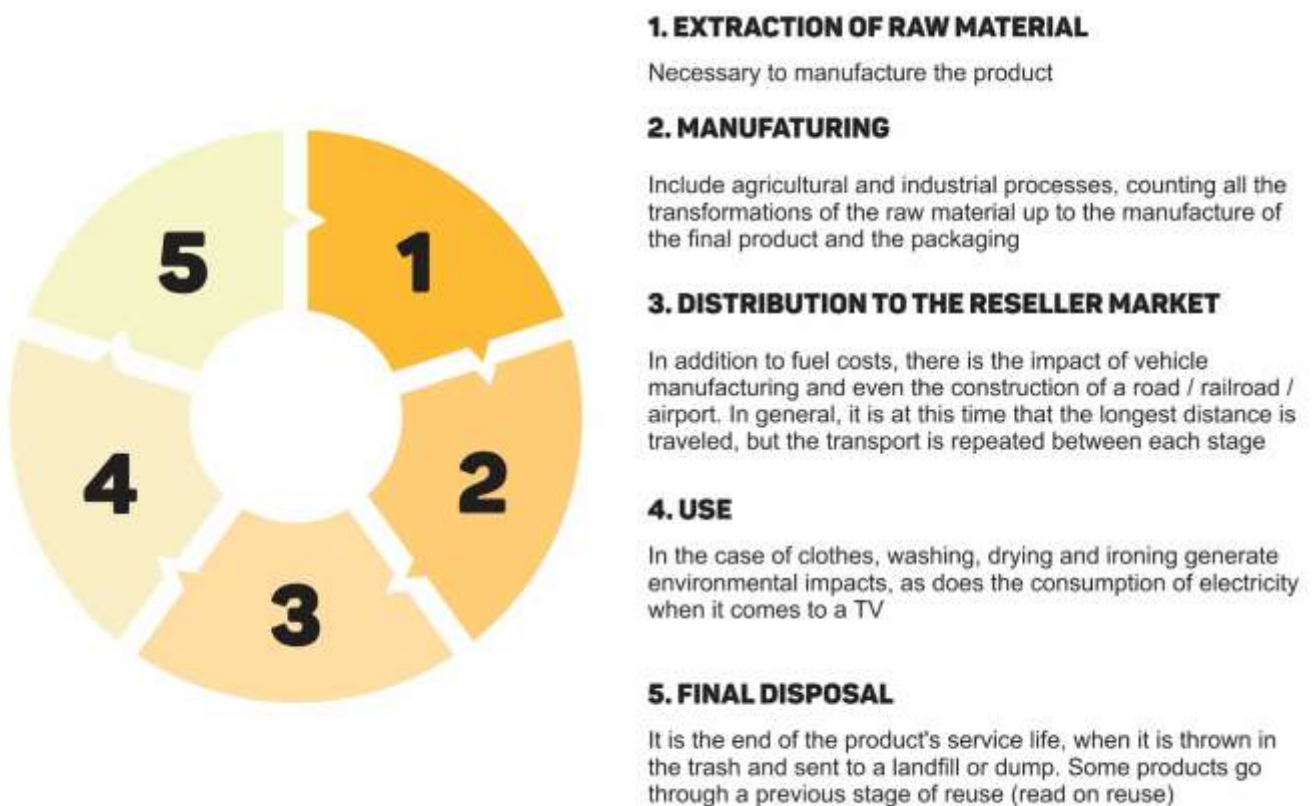 1. EXTRACTION OF RAW MATERIAL
Necessary to manufacture the product
2. MANUFATURING
Include agricultural and industrial processes, counting all the
transformations of the raw material up to the manufacture of
the final product and the packaging
3. DISTRIBUTION TO THE RESELLER MARKET
In addition to fuel costs, there is the impact of vehicle
manufacturing and even the construction of a road / railroad /
airport. In general, it is at this time that the longest distance is
traveled, but the transport is repeated between each stage
4. USE
In the case of clothes, washing, drying and ironing generate
environmental impacts, as does the consumption of electricity
when it comes to a TV
5. FINAL DISPOSAL
It is the end of the product's service life, when it is thrown in
the trash and sent to a landfill or dump. Some products go
through a previous stage of reuse (read on reuse)
1
2
3
4
5